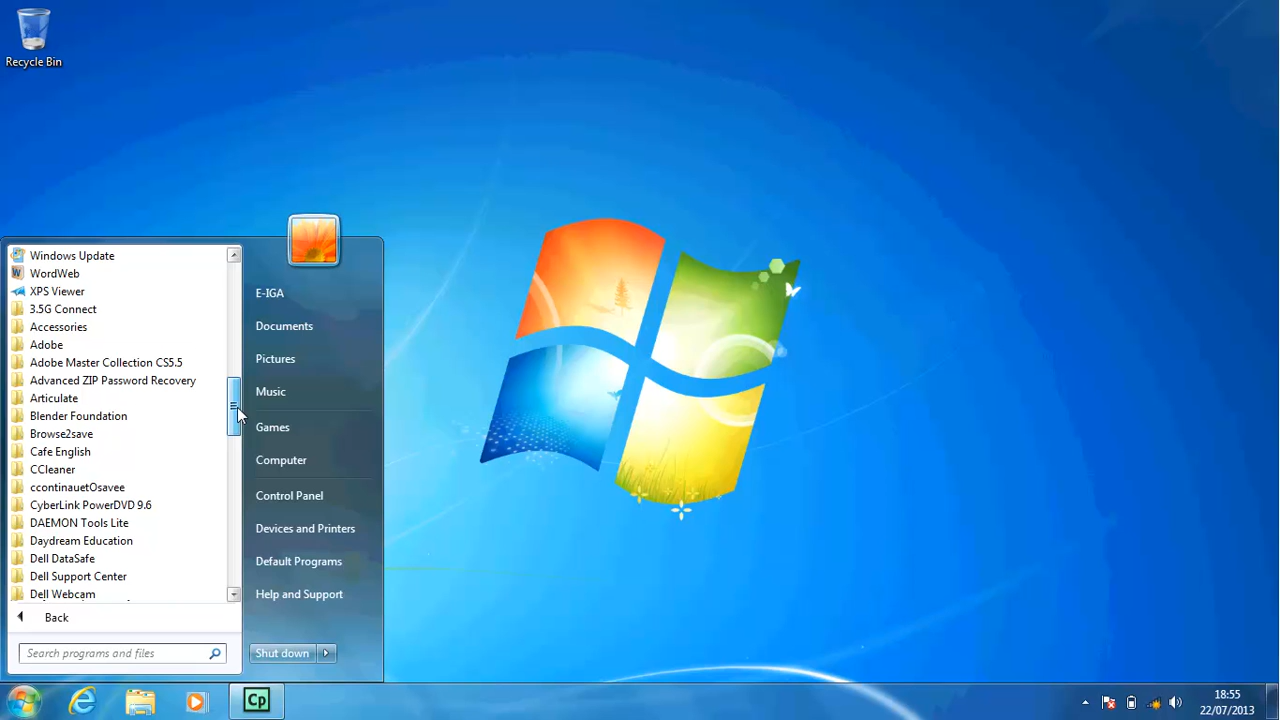 Recycle Bin
Windows Update
WordWeb
XPS Viewer
3.5G Connect
Accessories
Adobe
Adobe Master Collection CS5.5
Advanced ZIP Password Recovery
Articulate
Blender Foundation
Browse2save
Cafe English
CCleaner
ccontinauetOsavee
CyberLink PowerDVD 9.6
DAEMON Tools Lite
Daydream Education
Dell DataSafe
Dell Support Center
Dell Webcam
Back
Search programs and files
E-IGA
Documents
Pictures
Music
Games
Computer
Control Panel
Devices and Printers
Default Programs
Help and Support
Shut down
Cp
18:55
22/07/2013